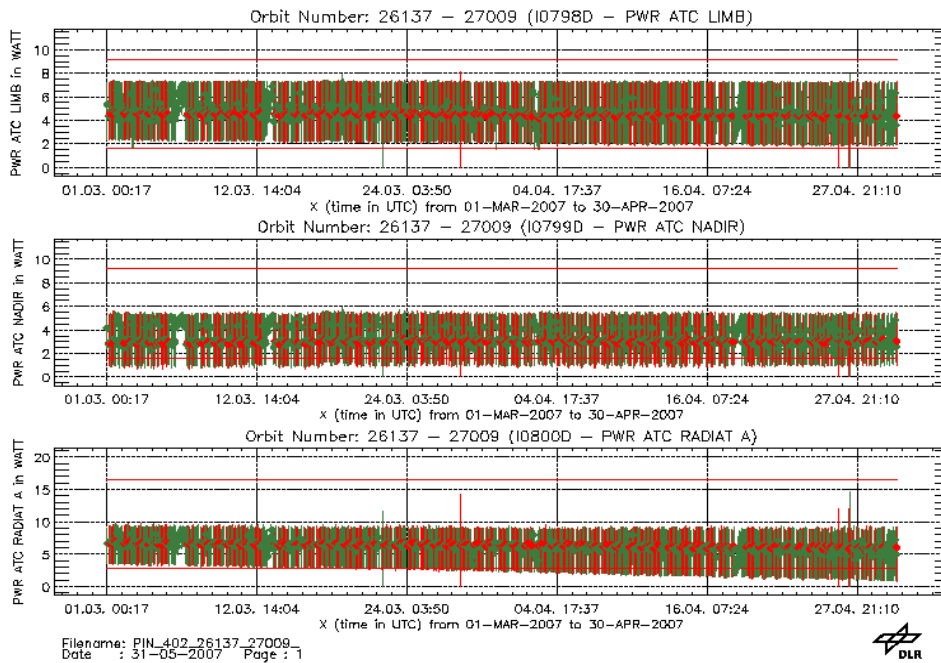 Orbit Number: 26137 – 27009 (I0798D – PWR ATC LIMB)
PWR ATC LIMB in WATT
10
8
6
4
2
0
01.03. 00:17 12.03. 14:04 24.03. 03:50 04.04. 17:37 16.04. 07:24 27.04. 21:10
X (time in UTC) from 01–MAR–2007 to 30–APR–2007
Orbit Number: 26137 – 27009 (I0799D – PWR ATC NADIR)
PWR ATC NADIR in WATT
10
8
6
4
2
0
01.03. 00:17 12.03. 14:04 24.03. 03:50 04.04. 17:37 16.04. 07:24 27.04. 21:10
X (time in UTC) from 01–MAR–2007 to 30–APR–2007
Orbit Number: 26137 – 27009 (I0800D – PWR ATC RADIAT A)
PWR ATC RADIAT A in WATT
20
15
10
5
0
01.03. 00:17 12.03. 14:04 24.03. 03:50 04.04. 17:37 16.04. 07:24 27.04. 21:10
X (time in UTC) from 01–MAR–2007 to 30–APR–2007
Filename: PIN_402_26137_27009_
Date : 31–05–2007 Page : 1
DLR